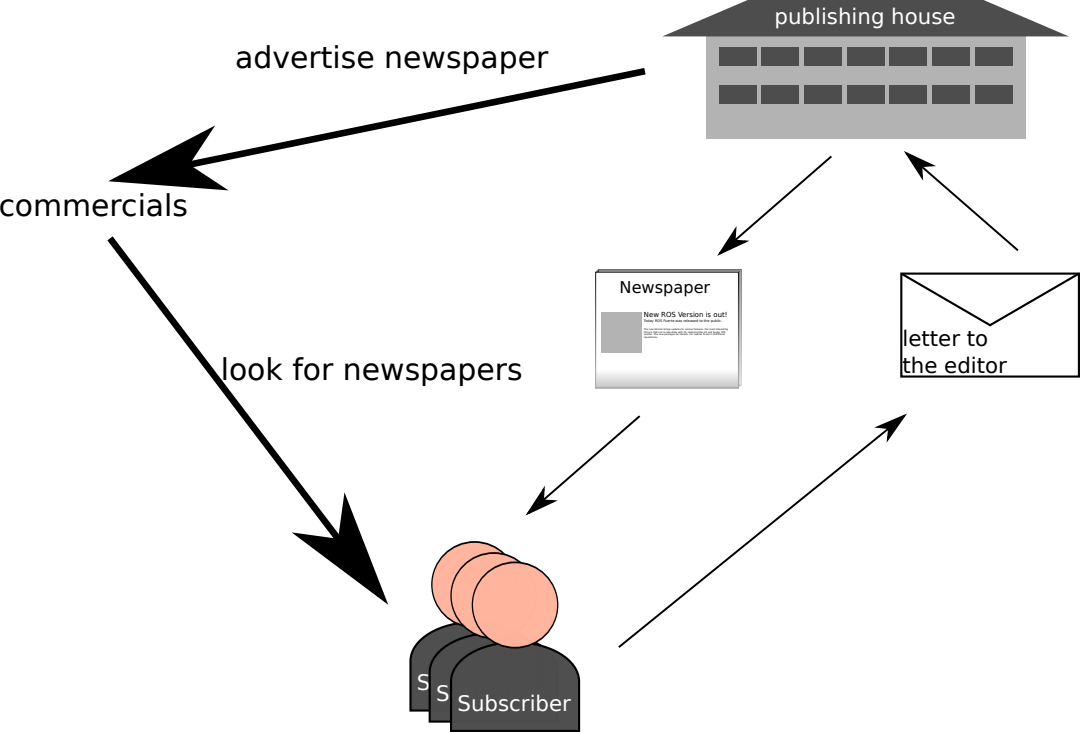 publishing house
advertise newspaper
commercials
Newspaper
New ROS Version is out!
letter to
the editor
look for newspapers
S
S
Subscriber